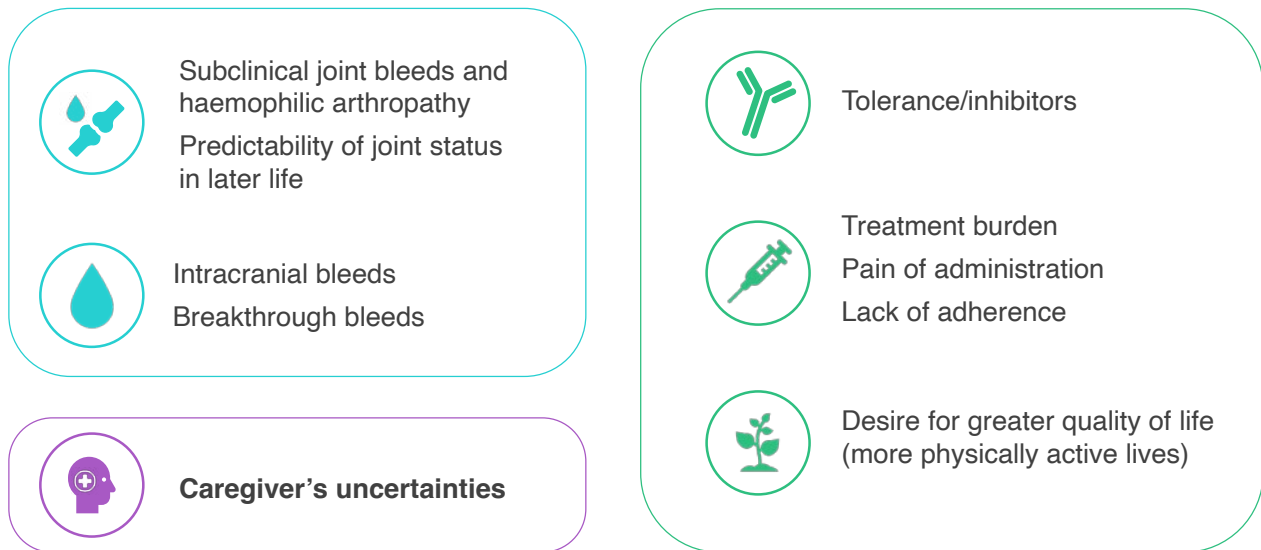 Subclinical joint bleeds and
haemophilic arthropathy
Predictability of joint status
in later life
Intracranial bleeds
Breakthrough bleeds
Caregiver’s uncertainties
Tolerance/inhibitors
Treatment burden
Pain of administration
Lack of adherence
Desire for greater quality of life
(more physically active lives)